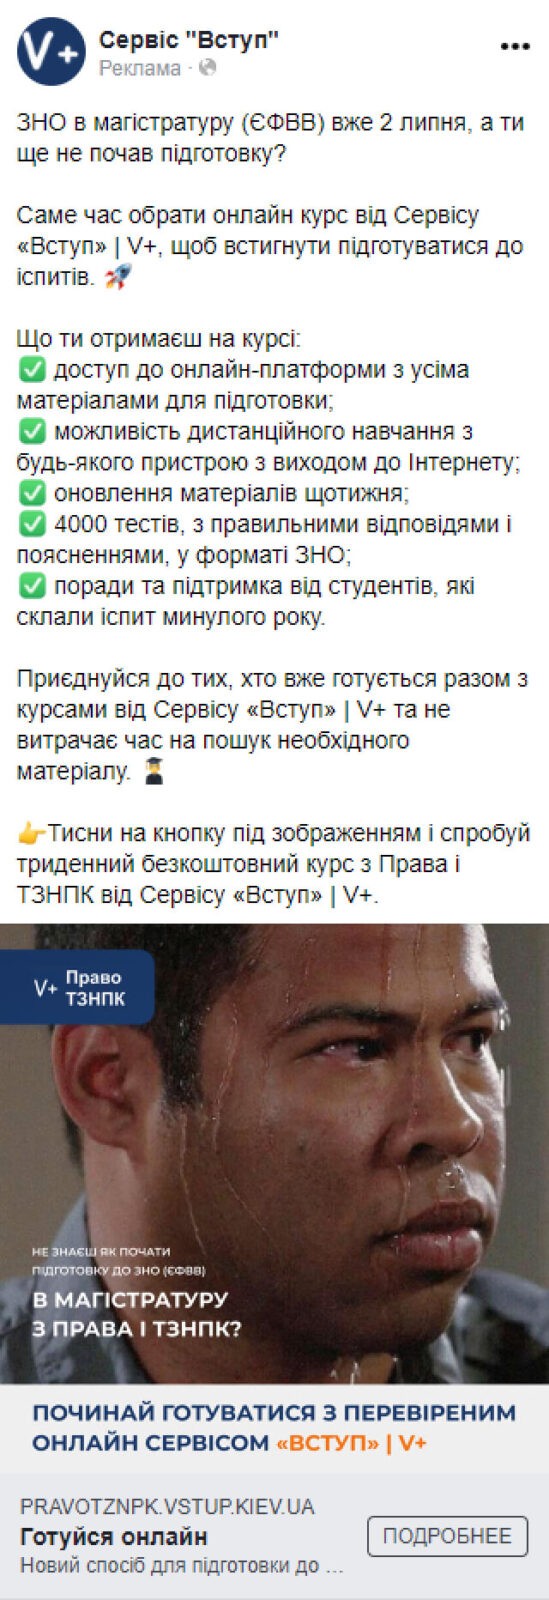 V+
Сервіс "Вступ"
Реклама ·
ЗНО в магістратуру (ЄФВВ) вже 2 липня, а ти
ще не почав підготовку?
Саме час обрати онлайн курс від Сервісу
«Вступ» | V+, щоб встигнути підготуватися до
іспитів. 🚀
Що ти отримаєш на курсі:
✅ доступ до онлайн-платформи з усіма
матеріалами для підготовки;
✅ можливість дистанційного навчання з
будь-якого пристрою з виходом до Інтернету;
✅ оновлення матеріалів щотижня;
✅ 4000 тестів, з правильними відповідями і
поясненнями, у форматі ЗНО;
✅ поради та підтримка від студентів, які
склали іспит минулого року.
Приєднуйся до тих, хто вже готується разом з
курсами від Сервісу «Вступ» | V+ та не
витрачає час на пошук необхідного
матеріалу. 👨‍🎓
👉Тисни на кнопку під зображенням і спробуй
триденний безкоштовний курс з Права і
ТЗНПК від Сервісу «Вступ» | V+.
V+ Право
ТЗНПК
НЕ ЗНАЄШ ЯК ПОЧАТИ
ПІДГОТОВКУ ДО ЗНО (ЄФВВ)
В МАГІСТРАТУРУ
З ПРАВА І ТЗНПК?
ПОЧИНАЙ ГОТУВАТИСЯ З ПЕРЕВІРЕНИМ
ОНЛАЙН СЕРВІСОМ «ВСТУП» | V+
PRAVOTZNPK.VSTUP.KIEV.UA
Готуйся онлайн
Новий спосіб для підготовки до ...
ПОДРОБНЕЕ